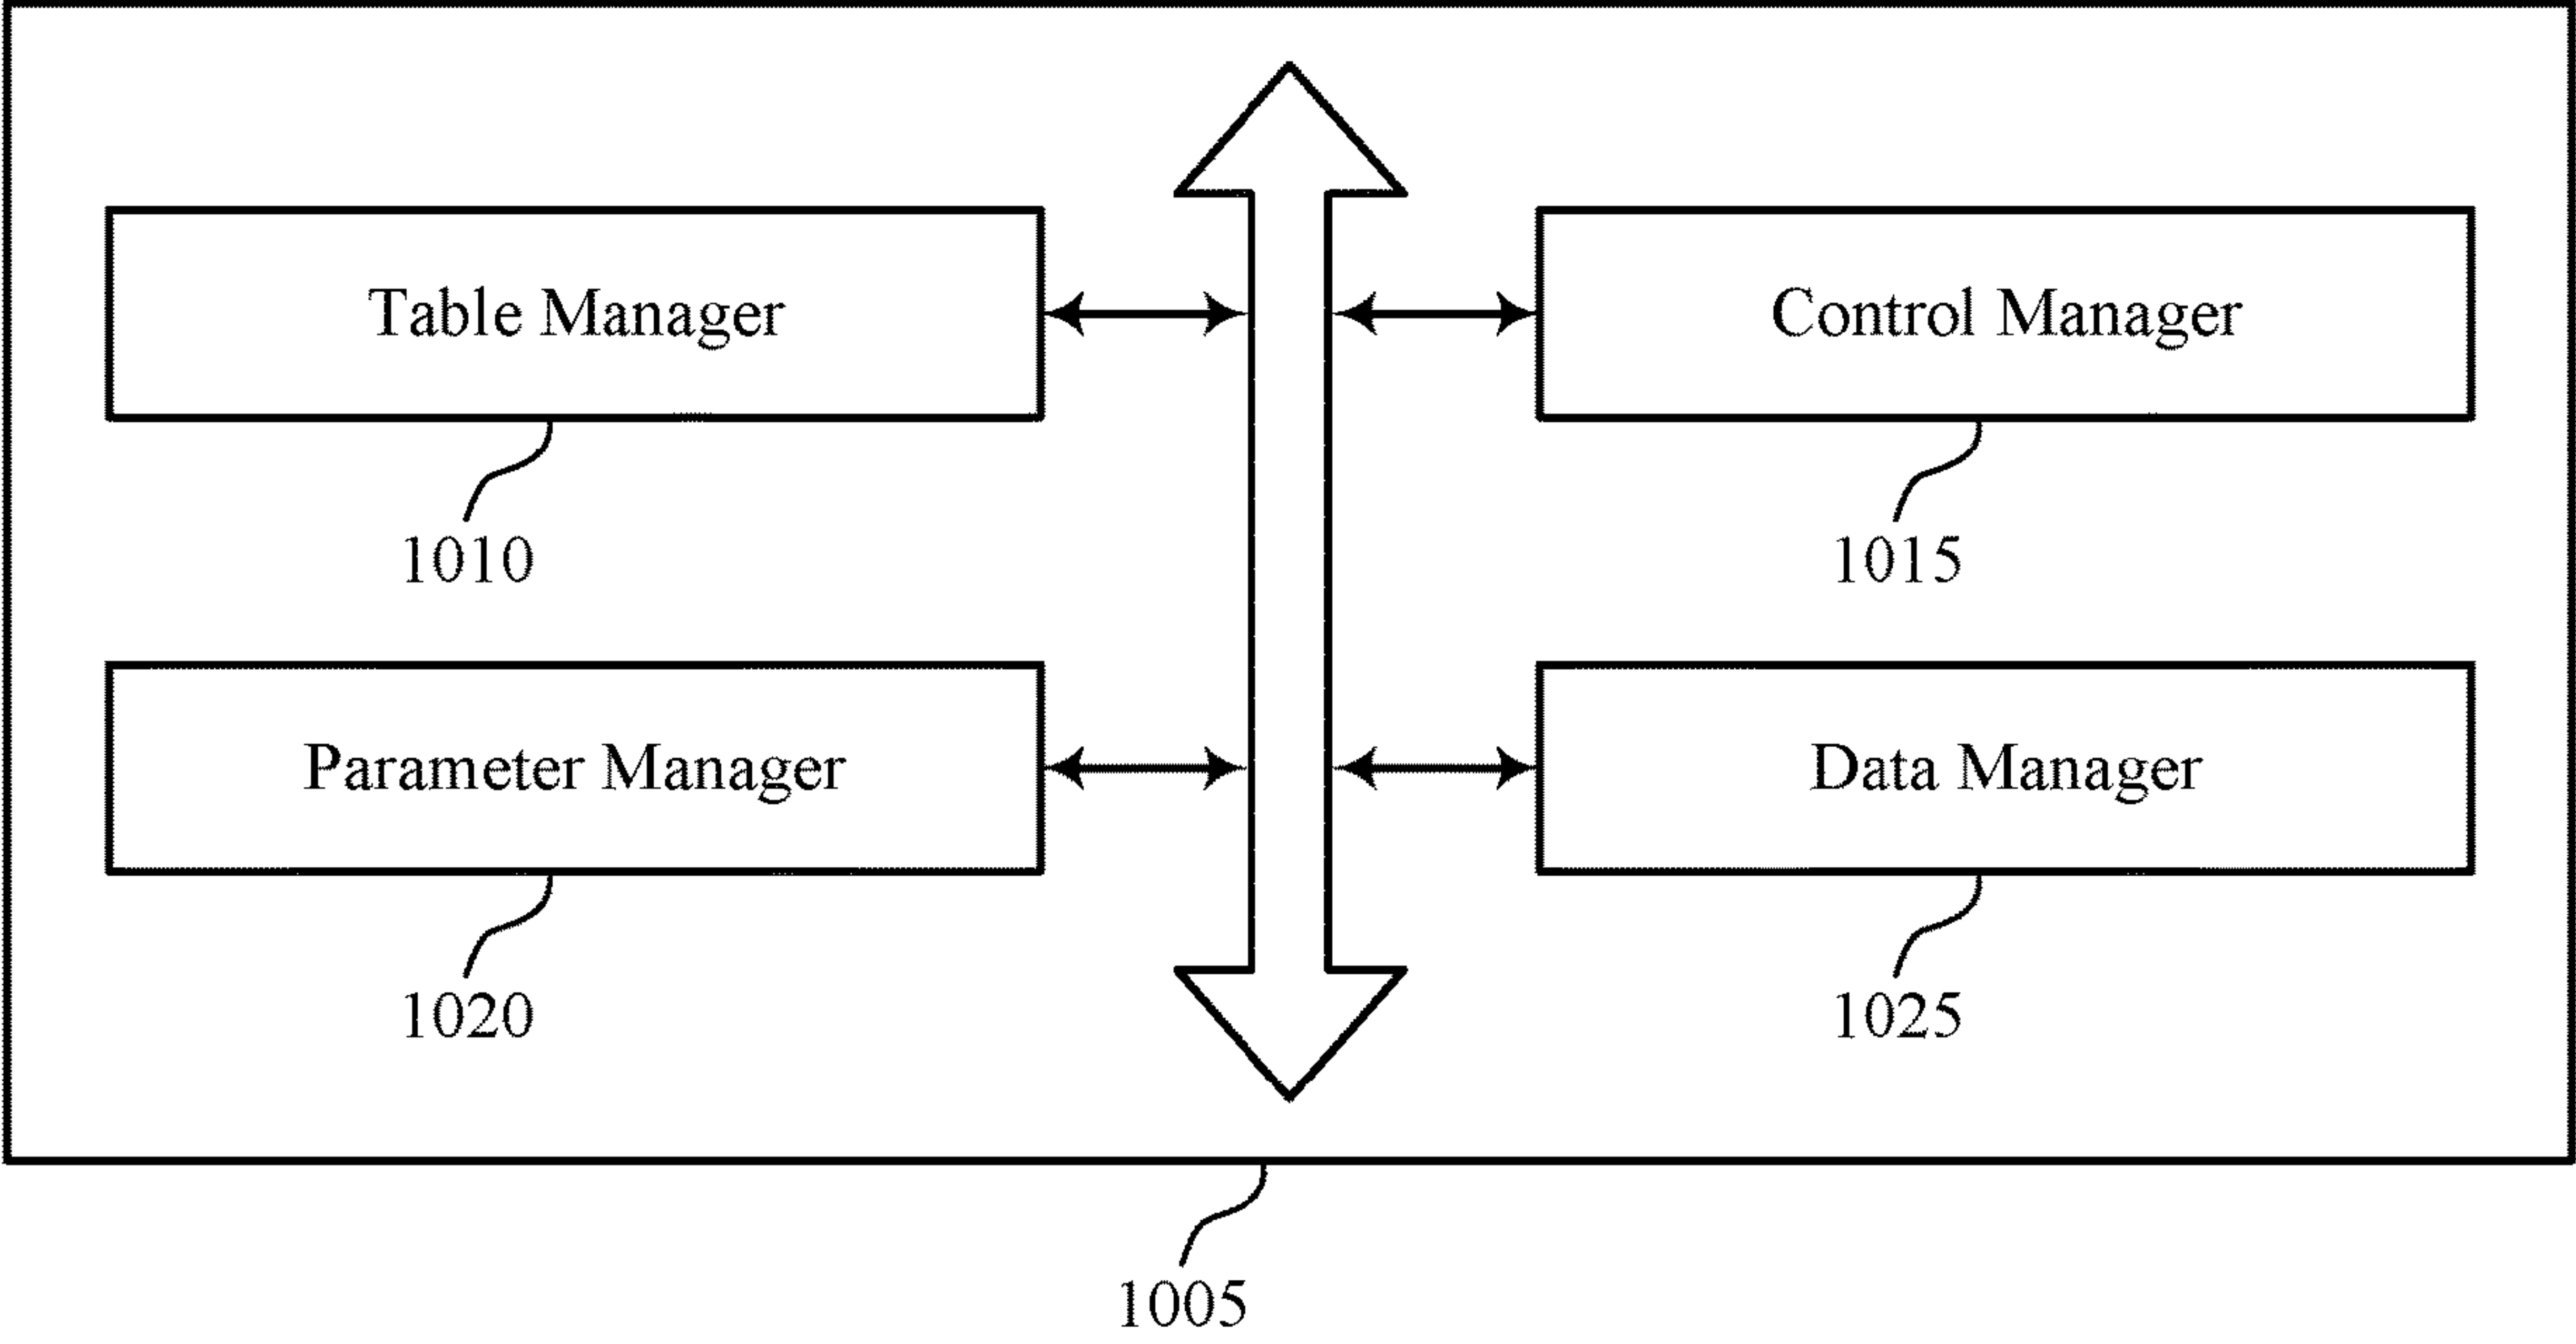 Table Manager
Control Manager
1010
1015
Parameter Manager
Data Manager
1020
1025
1005